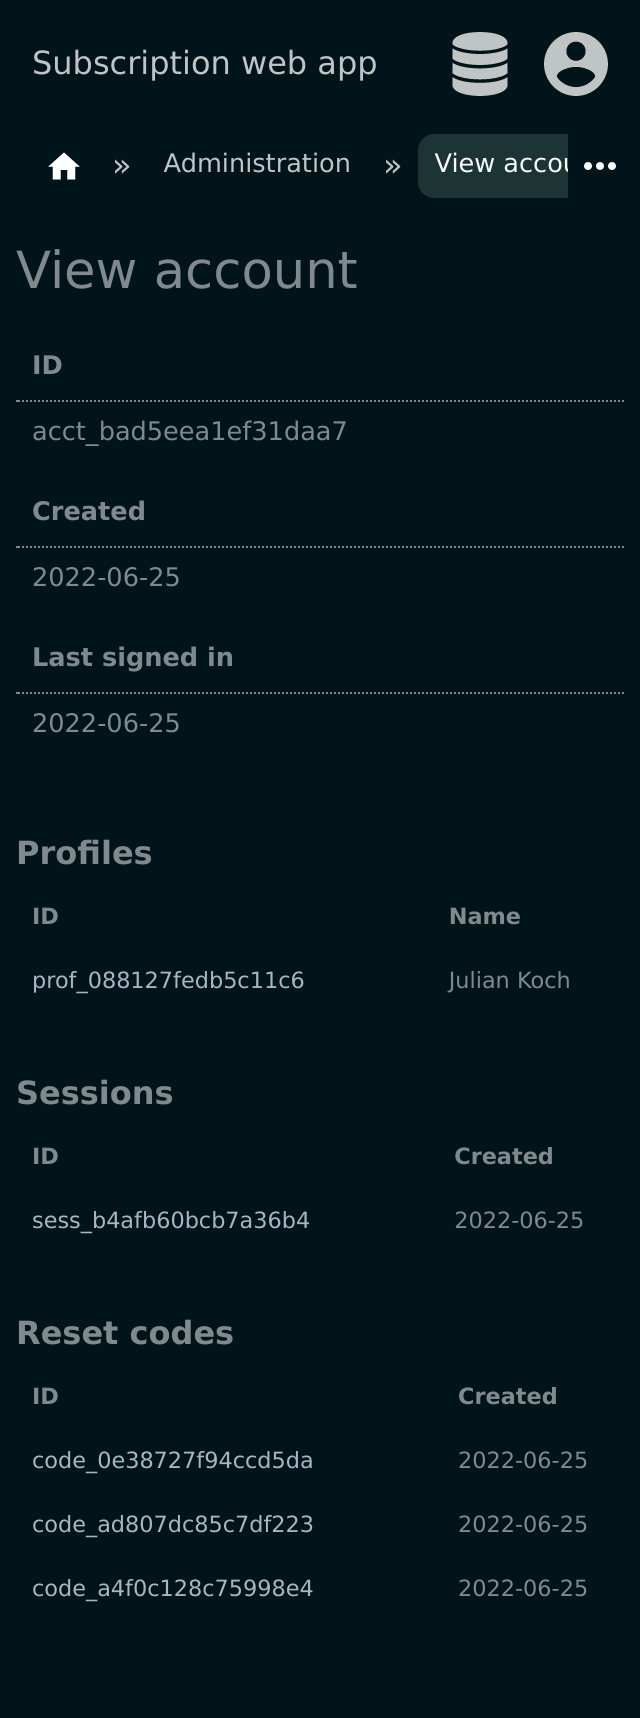 Subscription web app
» Administration » View accou
View account
ID
acct_bad5eea1ef31daa7
Created
2022-06-25
Last signed in
2022-06-25
Profiles
ID Name
prof_088127fedb5c11c6 Julian Koch
Sessions
ID Created
sess_b4afb60bcb7a36b4 2022-06-25
Reset codes
ID Created
code_0e38727f94ccd5da 2022-06-25
code_ad807dc85c7df223 2022-06-25
code_a4f0c128c75998e4 2022-06-25